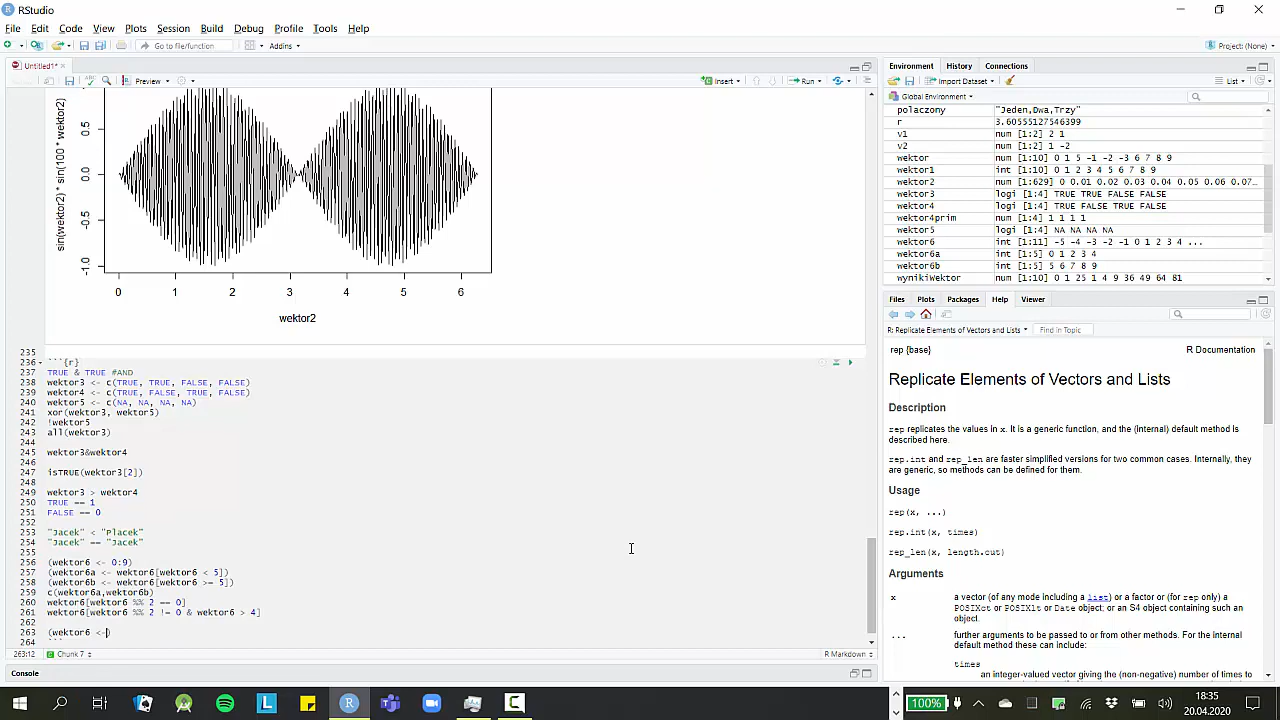 RStudio
File Edit Code View Plots Session Build Debug Profile Tools Help
Go to file/function Addins Project: (None)
Untitled1*
Preview Insert Run
sin(wektor2) * sin(100 * wektor2)
0.5
0.0
-0.5
-1.0
0 1 2 3 4 5 6
wektor2
235
236 ```{r}
237 TRUE & TRUE #AND
238 wektor3 <- c(TRUE, TRUE, FALSE, FALSE)
239 wektor4 <- c(TRUE, FALSE, TRUE, FALSE)
240 wektor5 <- c(NA, NA, NA, NA)
241 xor(wektor3, wektor5)
242 !wektor5
243 all(wektor3)
244
245 wektor3&wektor4
246
247 isTRUE(wektor3[2])
248
249 wektor3 > wektor4
250 TRUE == 1
251 FALSE == 0
252
253 "Jacek" < "Placek"
254 "Jacek" == "Jacek"
255
256 (wektor6 <- 0:9)
257 (wektor6a <- wektor6[wektor6 < 5])
258 (wektor6b <- wektor6[wektor6 >= 5])
259 c(wektor6a,wektor6b)
260 wektor6[wektor6 %% 2 == 0]
261 wektor6[wektor6 %% 2 != 0 & wektor6 > 4]
262
263 (wektor6 <-)
264 ```
263:12 Chunk 7 R Markdown
Console
Environment History Connections
Import Dataset List
Global Environment
polaczony "Jeden,Dwa,Trzy"
r 3.60555127546399
v1 num [1:2] 2 1
v2 num [1:2] 1 -2
wektor num [1:10] 0 1 5 -1 -2 -3 6 7 8 9
wektor1 int [1:10] 0 1 2 3 4 5 6 7 8 9
wektor2 num [1:629] 0 0.01 0.02 0.03 0.04 0.05 0.06 0.07...
wektor3 logi [1:4] TRUE TRUE FALSE FALSE
wektor4 logi [1:4] TRUE FALSE TRUE FALSE
wektor4prim num [1:4] 1 1 1 1
wektor5 logi [1:4] NA NA NA NA
wektor6 int [1:11] -5 -4 -3 -2 -1 0 1 2 3 4 ...
wektor6a int [1:5] 0 1 2 3 4
wektor6b int [1:5] 5 6 7 8 9
wynikiWektor num [1:10] 0 1 25 1 4 9 36 49 64 81
Files Plots Packages Help Viewer
R: Replicate Elements of Vectors and Lists Find in Topic
rep {base} R Documentation
Replicate Elements of Vectors and Lists
Description
rep replicates the values in x. It is a generic function, and the (internal) default method is
described here.
rep.int and rep_len are faster simplified versions for two common cases. Internally, they
are generic, so methods can be defined for them.
Usage
rep(x, ...)
rep.int(x, times)
rep_len(x, length.out)
Arguments
x a vector (of any mode including a list) or a factor or (for rep only) a
POSIXct or POSIXlt or Date object; or an S4 object containing such an
object.
... further arguments to be passed to or from other methods. For the internal
default method these can include:
times
an integer-valued vector giving the (non-negative) number of times to
100% 18:35
20.04.2020